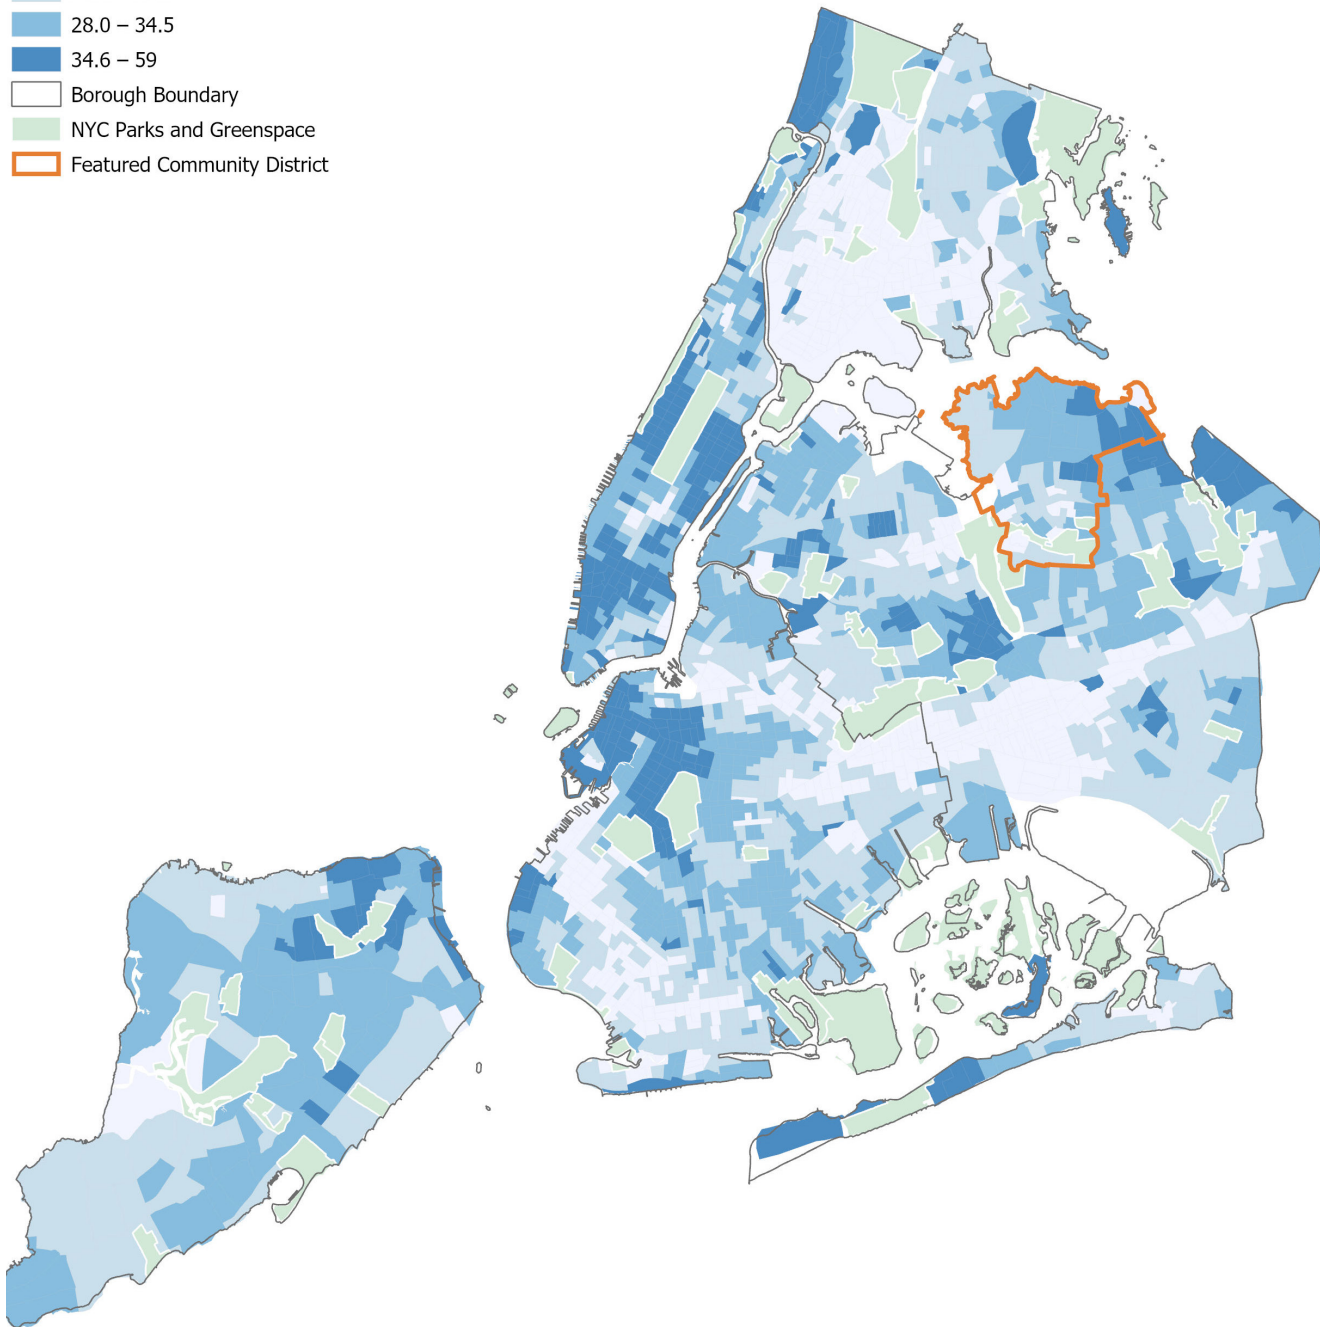 28.0 – 34.5
34.6 – 59
Borough Boundary
NYC Parks and Greenspace
Featured Community District